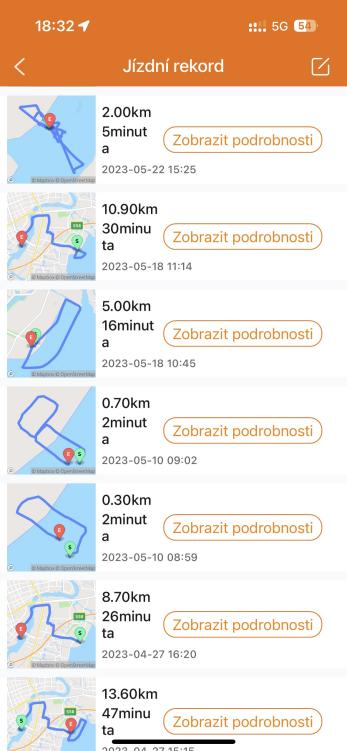 18:32 5G 54
Jízdní rekord
2.00km
5minut
a
Zobrazit podrobnosti
2023-05-22 15:25
© Mapbox © OpenStreetMap
10.90km
30minu
ta
Zobrazit podrobnosti
2023-05-18 11:14
E
S
S58
© Mapbox © OpenStreetMap
5.00km
16minut
a
Zobrazit podrobnosti
2023-05-18 10:45
© Mapbox © OpenStreetMap
0.70km
2minut
a
Zobrazit podrobnosti
2023-05-10 09:02
E S
© Mapbox © OpenStreetMap
0.30km
2minut
a
Zobrazit podrobnosti
2023-05-10 08:59
E
S
© Mapbox © OpenStreetMap
8.70km
26minu
ta
Zobrazit podrobnosti
2023-04-27 16:20
S58
E
S
© Mapbox © OpenStreetMap
13.60km
47minu
ta
Zobrazit podrobnosti
2023-04-27 15:15
S58
S
E